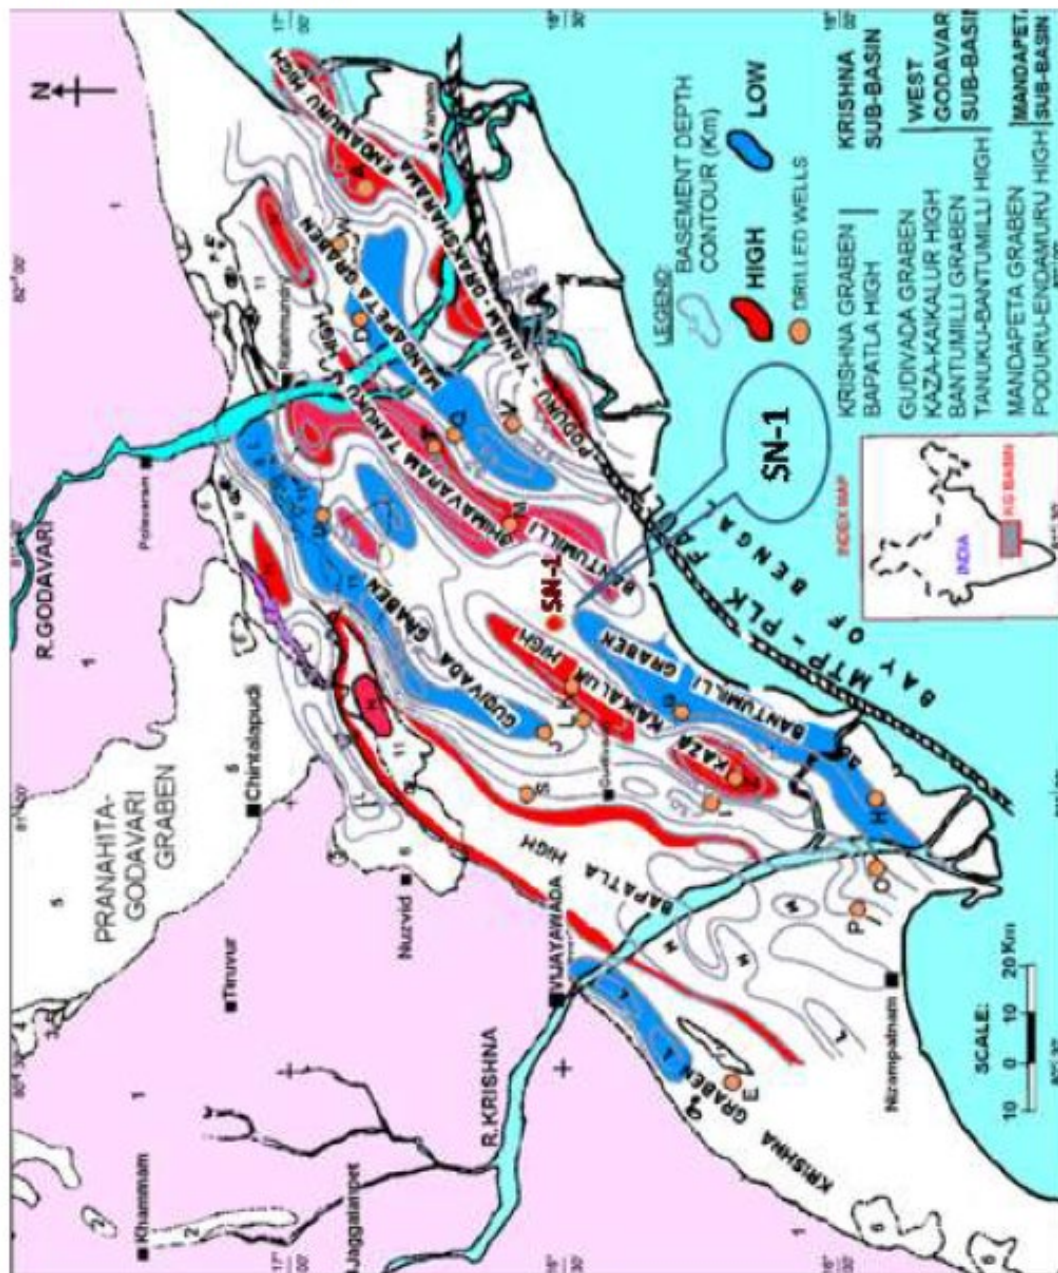 N
R.GODAVARI
R.KRISHNA
PRANAHITA-
GODAVARI
GRABEN
Khammam
Jaggaiahpet
Tiruvur
Nuzvid
Chintalapudi
Polavaram
Rajahmundry
Yanam
VIJAYAWADA
Nizampatnam
KRISHNA GRABEN
BAPATLA HIGH
GUDIVADA GRABEN
KAZA
KAIKALUR HIGH
BANTUMILLI GRABEN
BANTUMILLI
BHIMAVARAM TANUKU HIGH
MANDAPETA GRABEN
PODURU - YANAM - DRAKSHARAMA ENDAMURU HIGH
MTP - PLK FAULT
BAY OF BENGAL
SN-1
SN-1
LEGEND:
BASEMENT DEPTH
CONTOUR (Km)
HIGH
LOW
DRILLED WELLS
KRISHNA GRABEN
BAPATLA HIGH
KRISHNA
SUB-BASIN
GUDIVADA GRABEN
KAZA-KAIKALUR HIGH
BANTUMILLI GRABEN
TANUKU-BANTUMILLI HIGH
WEST
GODAVARI
SUB-BASIN
MANDAPETA GRABEN
PODURU-ENDAMURU HIGH
MANDAPETA
SUB-BASIN
INDEX MAP
INDIA
K.G BASIN
SCALE:
10 0 10 20 Km